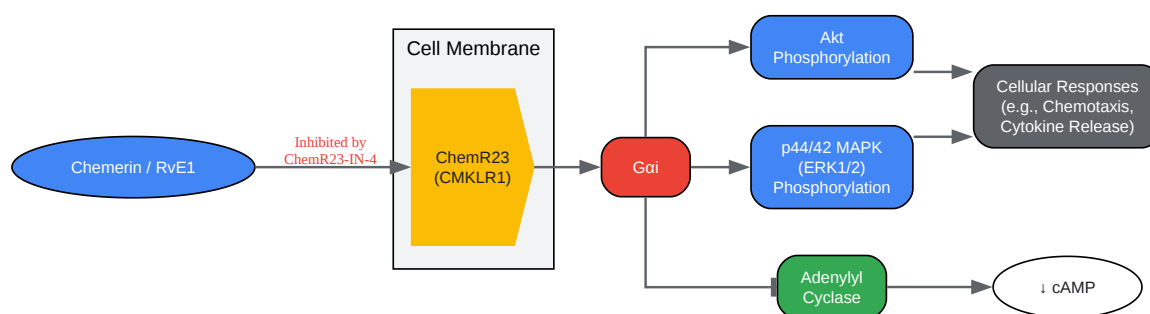 Cell Membrane
Chemerin / RvE1
Inhibited by
ChemR23-IN-4
ChemR23
(CMKLR1)
Gαi
Akt
Phosphorylation
p44/42 MAPK
(ERK1/2)
Phosphorylation
Cellular Responses
(e.g., Chemotaxis,
Cytokine Release)
Adenylyl
Cyclase
↓ cAMP